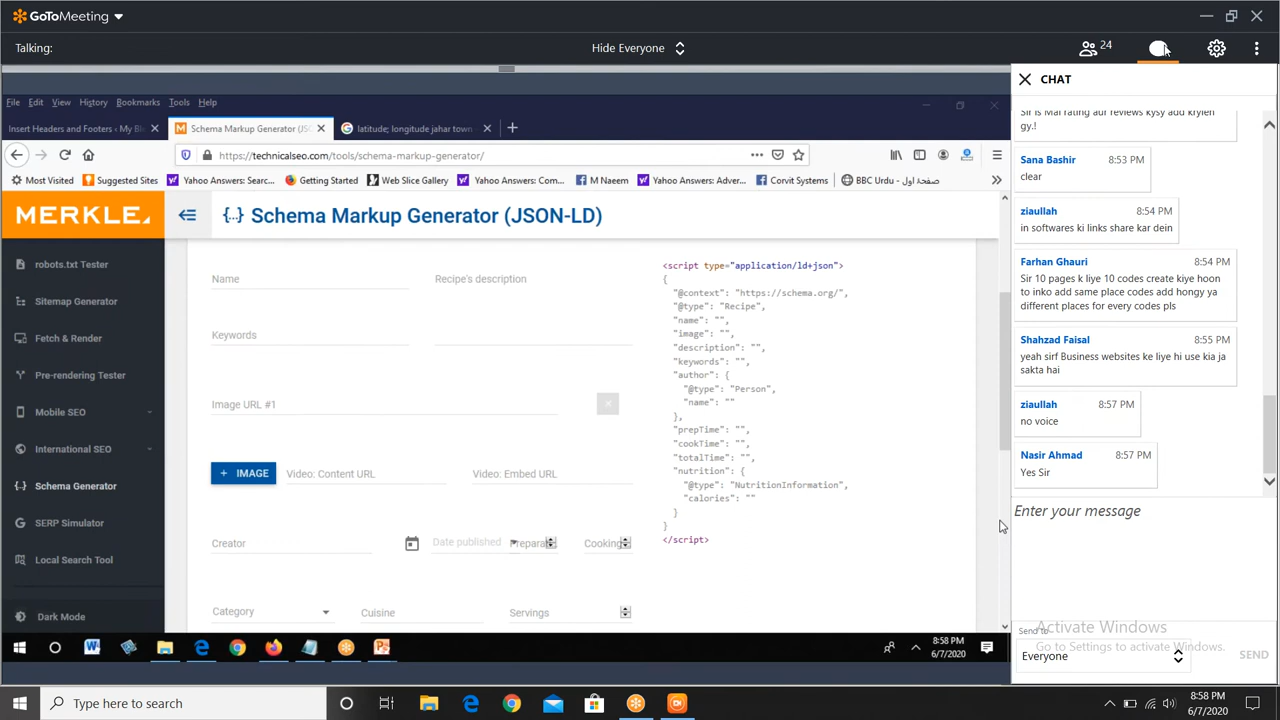 GoToMeeting
Talking:
Hide Everyone
24
File Edit View History Bookmarks Tools Help
Insert Headers and Footers ‹ My Bl
Schema Markup Generator (JSO
latitude; longitude jahar town
https://technicalseo.com/tools/schema-markup-generator/
Most Visited
Suggested Sites
Yahoo Answers: Searc...
Getting Started
Web Slice Gallery
Yahoo Answers: Com...
M Naeem
Yahoo Answers: Adver...
Corvit Systems
BBC Urdu - صفحۂ اول
MERKLE
{..} Schema Markup Generator (JSON-LD)
robots.txt Tester
Sitemap Generator
Fetch & Render
Pre-rendering Tester
Mobile SEO
International SEO
{·} Schema Generator
SERP Simulator
Local Search Tool
Dark Mode
Name
Recipe's description
Keywords
Image URL #1
+ IMAGE
Video: Content URL
Video: Embed URL
Creator
Date published
Cooking
Category
Cuisine
Servings
<script type="application/ld+json">
{
"@context": "https://schema.org/",
"@type": "Recipe",
"name": "",
"image": "",
"description": "",
"keywords": "",
"author": {
"@type": "Person",
"name": ""
},
"prepTime": "",
"cookTime": "",
"totalTime": "",
"nutrition": {
"@type": "NutritionInformation",
"calories": ""
}
}
</script>
8:58 PM
6/7/2020
CHAT
Sir is Mai rating aur reviews kysy add kryien
gy.!
Sana Bashir 8:53 PM
clear
ziaullah 8:54 PM
in softwares ki links share kar dein
Farhan Ghauri 8:54 PM
Sir 10 pages k liye 10 codes create kiye hoon
to inko add same place codes add hongy ya
different places for every codes pls
Shahzad Faisal 8:55 PM
yeah sirf Business websites ke liye hi use kia ja
sakta hai
ziaullah 8:57 PM
no voice
Nasir Ahmad 8:57 PM
Yes Sir
Enter your message
Activate Windows
Go to Settings to activate Windows.
Send to
Everyone
SEND
Type here to search
8:58 PM
6/7/2020